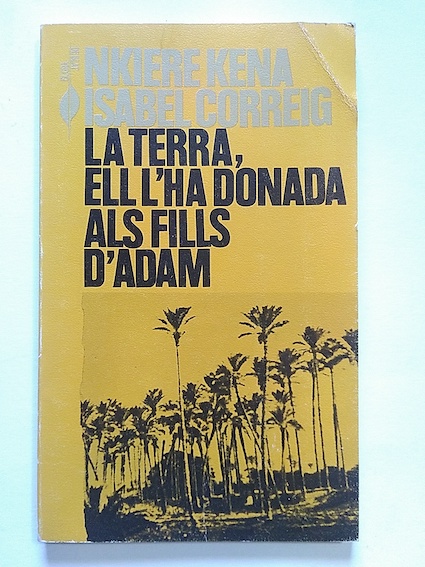 NKIERE KENA
ISABEL CORREIG
LA TERRA,
ELL L'HA DONADA
ALS FILLS
D'ADAM